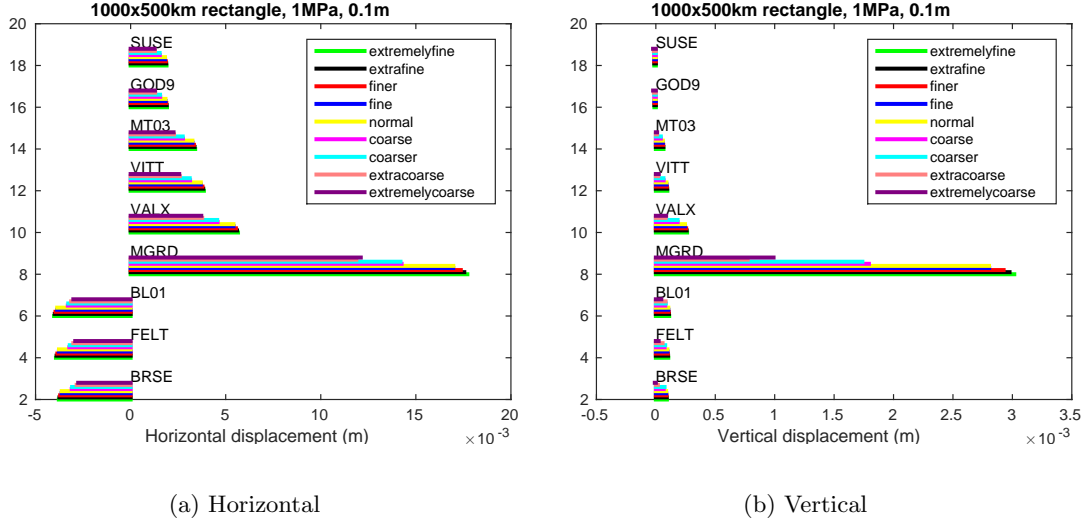 1000x500km rectangle, 1MPa, 0.1m
20
18
16
14
12
10
8
6
4
2
SUSE
GOD9
MT03
VITT
VALX
MGRD
BL01
FELT
BRSE
extremelyfine
extrafine
finer
fine
normal
coarse
coarser
extracoarse
extremelycoarse
-5 0 5 10 15 20
Horizontal displacement (m)
×10⁻³
(a) Horizontal
1000x500km rectangle, 1MPa, 0.1m
20
18
16
14
12
10
8
6
4
2
SUSE
GOD9
MT03
VITT
VALX
MGRD
BL01
FELT
BRSE
extremelyfine
extrafine
finer
fine
normal
coarse
coarser
extracoarse
extremelycoarse
-0.5 0 0.5 1 1.5 2 2.5 3 3.5
Vertical displacement (m)
×10⁻³
(b) Vertical